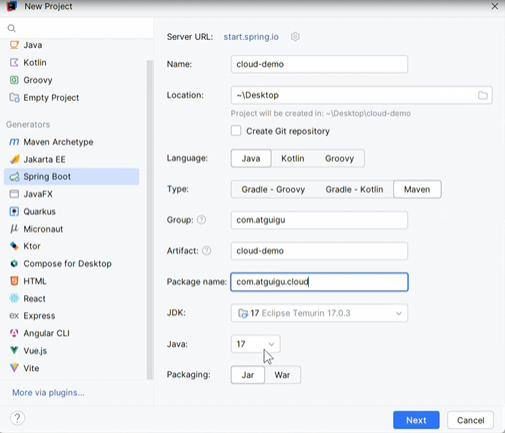 New Project
Java
Kotlin
Groovy
Empty Project
Generators
Maven Archetype
Jakarta EE
Spring Boot
JavaFX
Quarkus
Micronaut
Ktor
Compose for Desktop
HTML
React
Express
Angular CLI
Vue.js
Vite
More via plugins...
Server URL: start.spring.io
Name: cloud-demo
Location: ~\Desktop
Project will be created in: ~\Desktop\cloud-demo
Create Git repository
Language: Java Kotlin Groovy
Type: Gradle - Groovy Gradle - Kotlin Maven
Group: com.atguigu
Artifact: cloud-demo
Package name: com.atguigu.cloud
JDK: 17 Eclipse Temurin 17.0.3
Java: 17
Packaging: Jar War
? Next Cancel